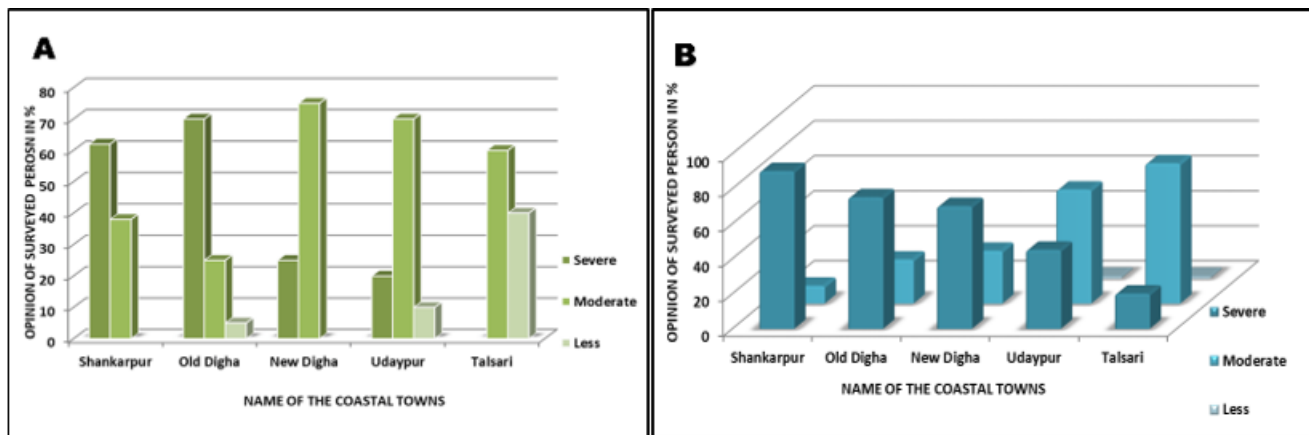 A
OPINION OF SURVEYED PEROSN IN %
80
70
60
50
40
30
20
10
0
Severe
Moderate
Less
Shankarpur Old Digha New Digha Udaypur Talsari
NAME OF THE COASTAL TOWNS
B
OPINION OF SURVEYED PERSON IN %
100
80
60
40
20
0
Severe
Moderate
Less
Shankarpur Old Digha New Digha Udaypur Talsari
NAME OF THE COASTAL TOWNS